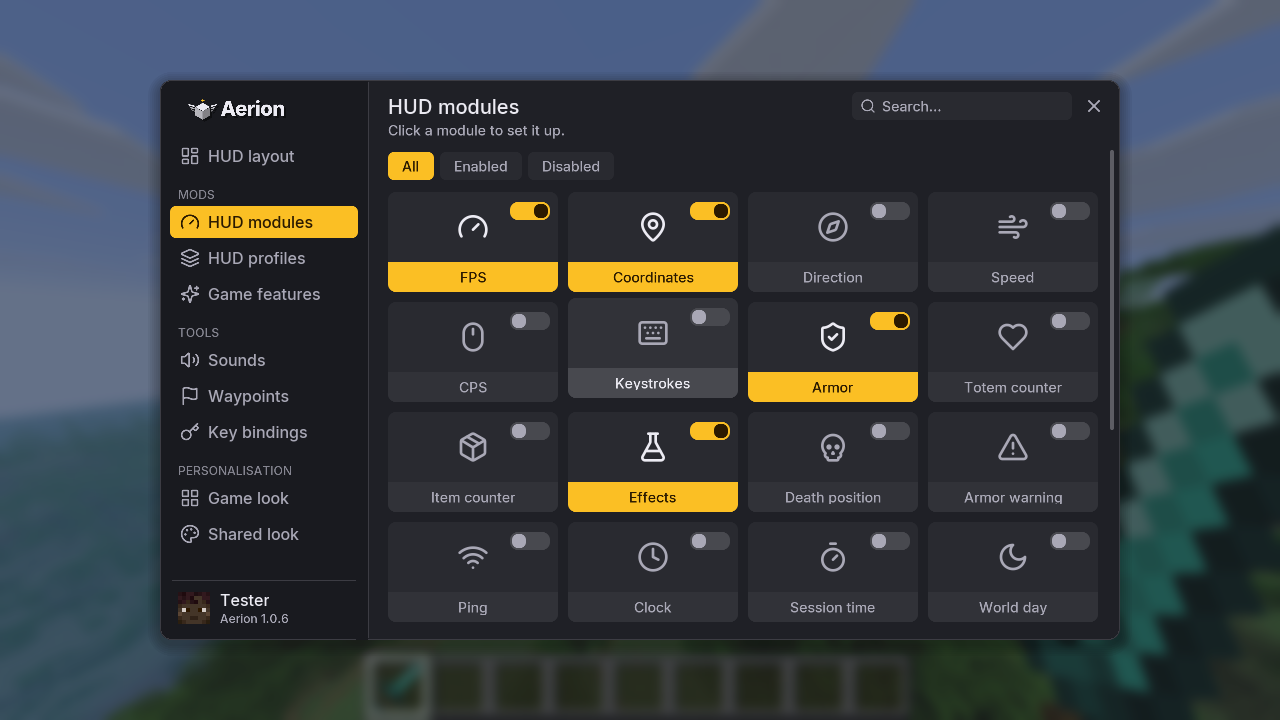 Aerion
HUD layout
MODS
HUD modules
HUD profiles
Game features
TOOLS
Sounds
Waypoints
Key bindings
PERSONALISATION
Game look
Shared look
Tester
Aerion 1.0.6
HUD modules
Click a module to set it up.
Search...
All Enabled Disabled
FPS Coordinates Direction Speed
CPS Keystrokes Armor Totem counter
Item counter Effects Death position Armor warning
Ping Clock Session time World day